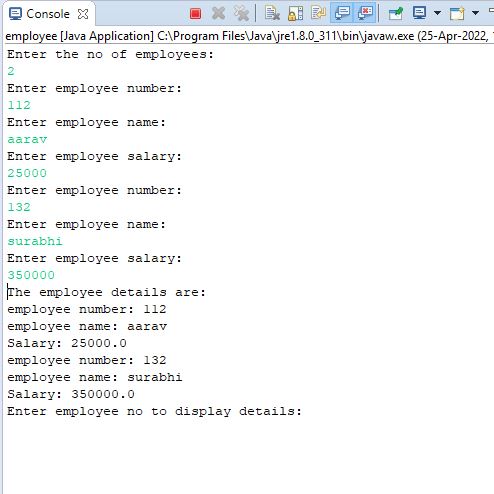 Console
employee [Java Application] C:\Program Files\Java\jre1.8.0_311\bin\javaw.exe (25-Apr-2022,
Enter the no of employees:
2
Enter employee number:
112
Enter employee name:
aarav
Enter employee salary:
25000
Enter employee number:
132
Enter employee name:
surabhi
Enter employee salary:
350000
The employee details are:
employee number: 112
employee name: aarav
Salary: 25000.0
employee number: 132
employee name: surabhi
Salary: 350000.0
Enter employee no to display details: